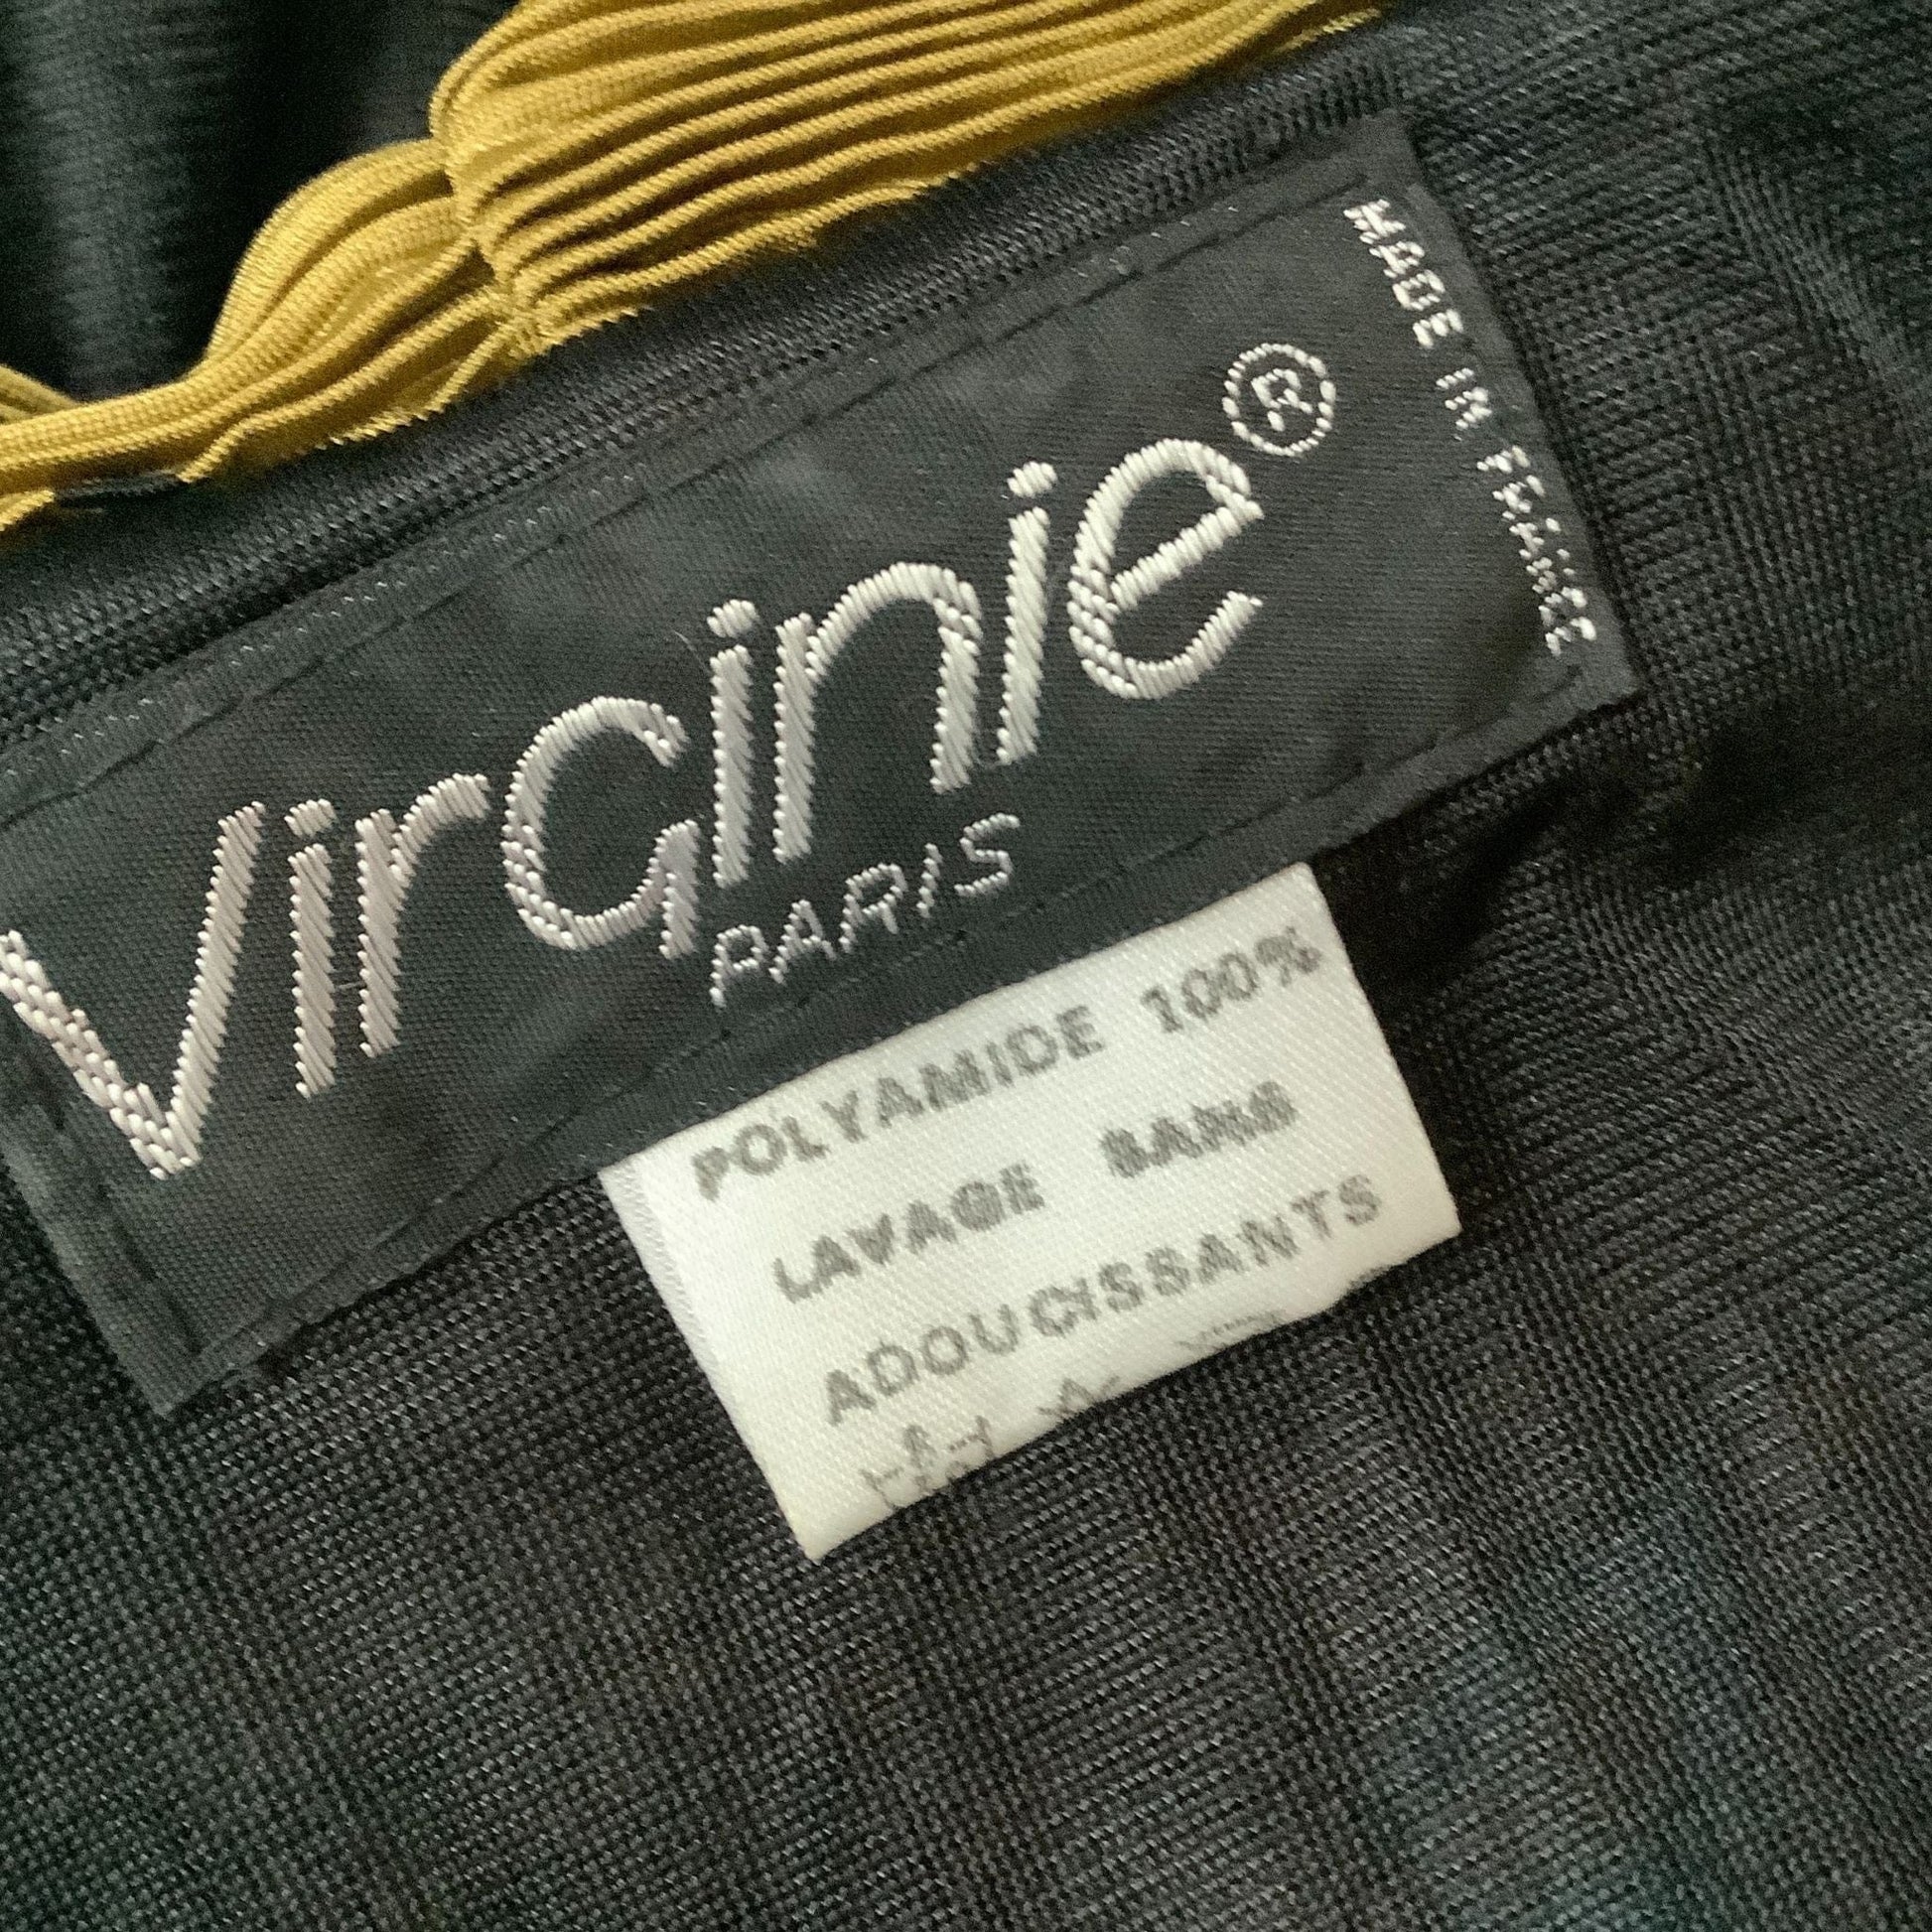 Virginie®
PARIS
MADE IN FRANCE
POLYAMIDE 100%
LAVAGE SANS
ADOUCISSANTS